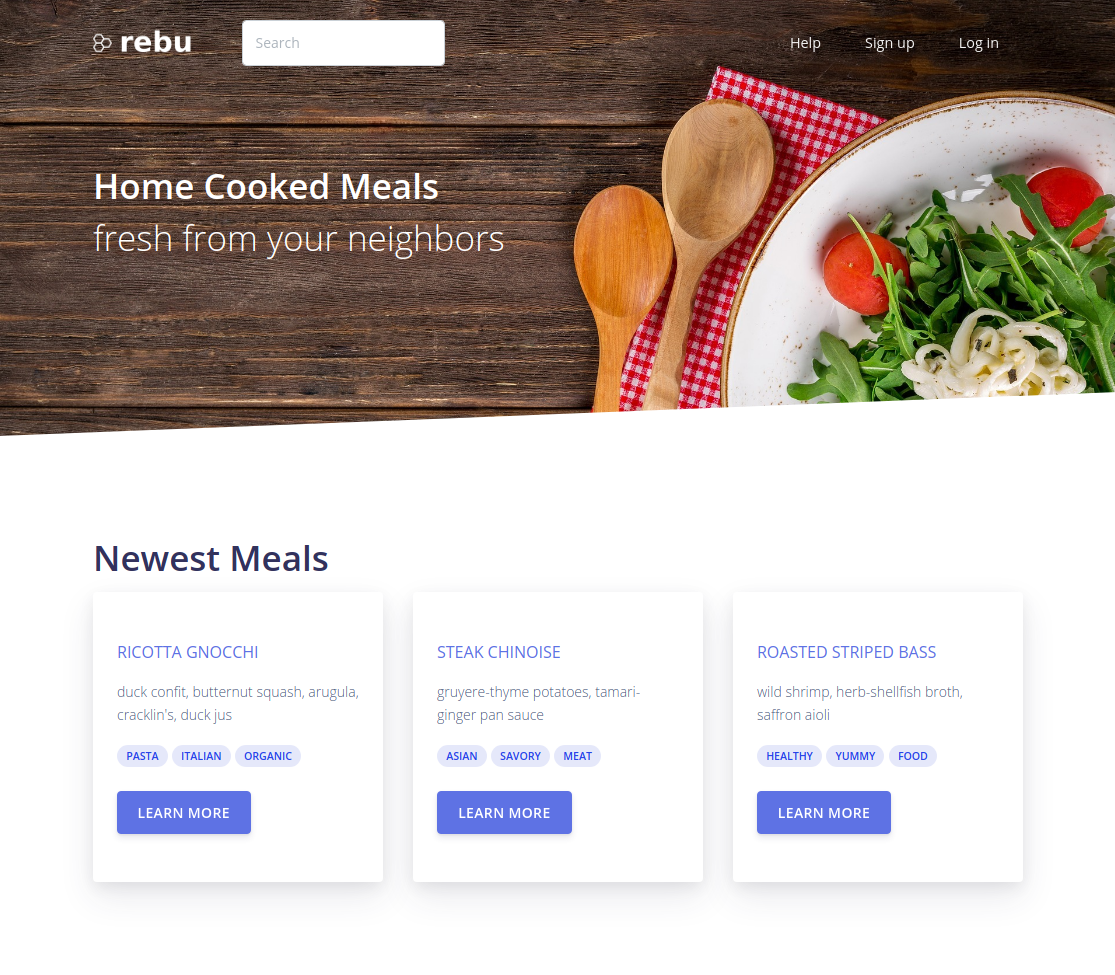 rebu
Search
Help
Sign up
Log in
Home Cooked Meals
fresh from your neighbors
Newest Meals
RICOTTA GNOCCHI
duck confit, butternut squash, arugula,
cracklin's, duck jus
PASTA ITALIAN ORGANIC
LEARN MORE
STEAK CHINOISE
gruyere-thyme potatoes, tamari-
ginger pan sauce
ASIAN SAVORY MEAT
LEARN MORE
ROASTED STRIPED BASS
wild shrimp, herb-shellfish broth,
saffron aioli
HEALTHY YUMMY FOOD
LEARN MORE